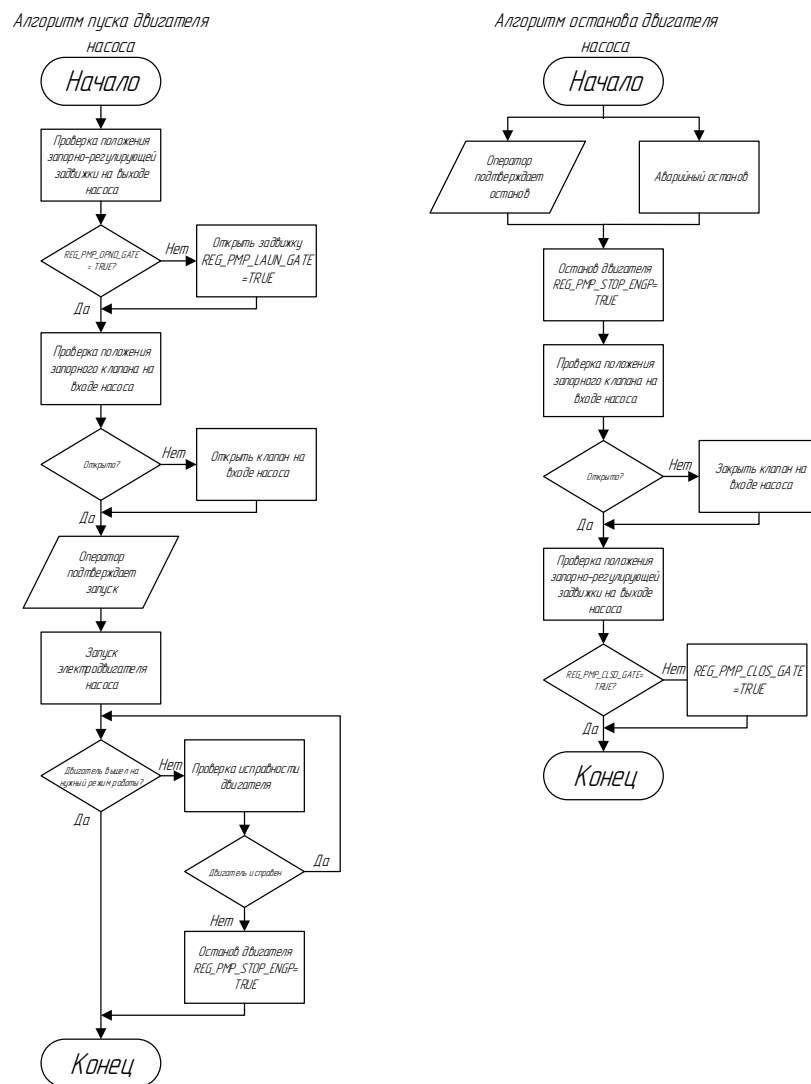 Алгоритм пуска двигателя
насоса
Начало
Проверка положения
запорно-регулирующей
задвижки на выходе
насоса
REG_PMP_OPND_GATE
= TRUE?
Нет
Открыть задвижку
REG_PMP_LAUN_GATE
=TRUE
Да
Проверка положения
запорного клапана на
входе насоса
Открыто?
Нет
Открыть клапан на
входе насоса
Да
Оператор
подтверждает
запуск
Запуск
электродвигателя
насоса
Двигатель вышел на
нужный режим работы?
Нет
Проверка исправности
двигателя
Да
Двигатель исправен
Да
Нет
Останов двигателя
REG_PMP_STOP_ENGP=
TRUE
Конец
Алгоритм останова двигателя
насоса
Начало
Оператор
подтверждает
останов
Аварийный останов
Останов двигателя
REG_PMP_STOP_ENGP=
TRUE
Проверка положения
запорного клапана на
входе насоса
Открыто?
Нет
Закрыть клапан на
входе насоса
Да
Проверка положения
запорно-регулирующей
задвижки на выходе
насоса
REG_PMP_CLSD_GATE=
TRUE?
Нет
REG_PMP_CLOS_GATE
=TRUE
Да
Конец